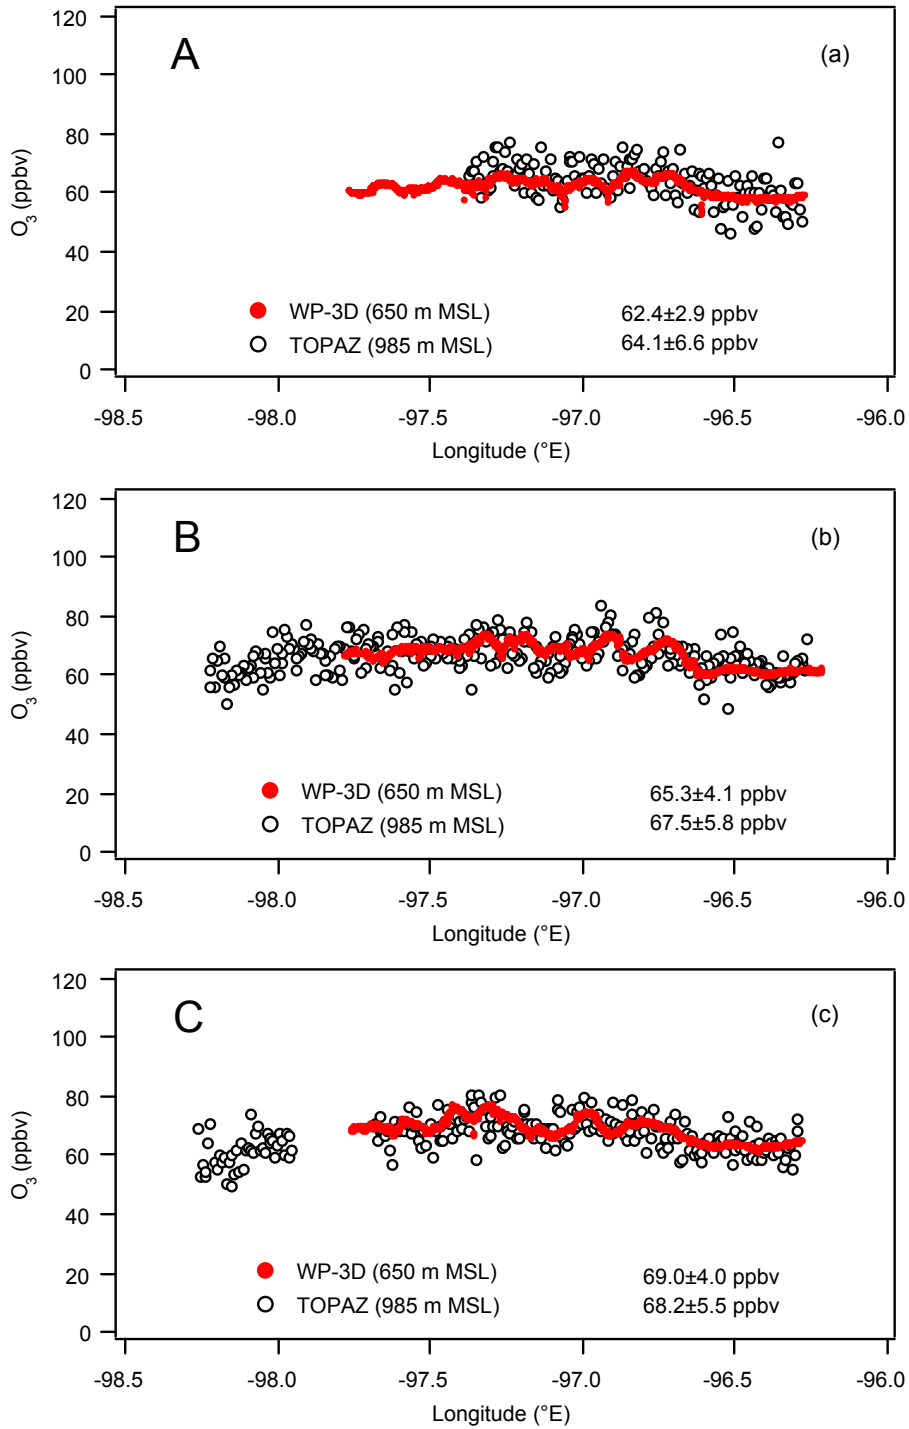 120
A
(a)
100
80
60
40
20
0
O3 (ppbv)
WP-3D (650 m MSL) 62.4±2.9 ppbv
TOPAZ (985 m MSL) 64.1±6.6 ppbv
-98.5 -98.0 -97.5 -97.0 -96.5 -96.0
Longitude (°E)
120
B
(b)
100
80
60
40
20
0
O3 (ppbv)
WP-3D (650 m MSL) 65.3±4.1 ppbv
TOPAZ (985 m MSL) 67.5±5.8 ppbv
-98.5 -98.0 -97.5 -97.0 -96.5 -96.0
Longitude (°E)
120
C
(c)
100
80
60
40
20
0
O3 (ppbv)
WP-3D (650 m MSL) 69.0±4.0 ppbv
TOPAZ (985 m MSL) 68.2±5.5 ppbv
-98.5 -98.0 -97.5 -97.0 -96.5 -96.0
Longitude (°E)